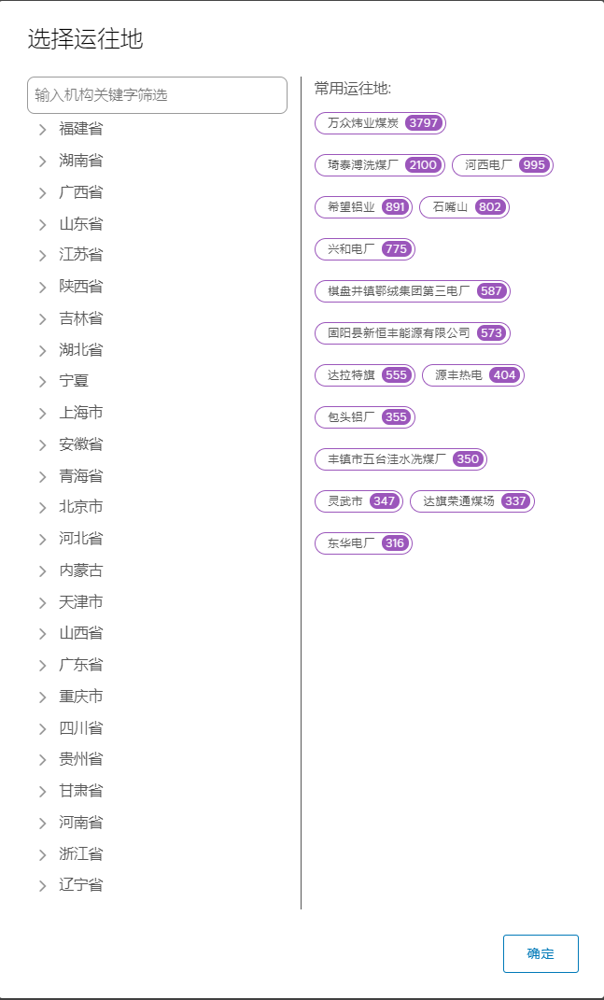 选择运往地
输入机构关键字筛选
福建省
湖南省
广西省
山东省
江苏省
陕西省
吉林省
湖北省
宁夏
上海市
安徽省
青海省
北京市
河北省
内蒙古
天津市
山西省
广东省
重庆市
四川省
贵州省
甘肃省
河南省
浙江省
辽宁省
常用运往地:
万众炜业煤炭 3797
琦泰溥洗煤厂 2100 河西电厂 995
希望铝业 891 石嘴山 802
兴和电厂 775
棋盘井镇鄂绒集团第三电厂 587
固阳县新恒丰能源有限公司 573
达拉特旗 555 源丰热电 404
包头铝厂 355
丰镇市五台洼水冼煤厂 350
灵武市 347 达旗荣通煤场 337
东华电厂 316
确定